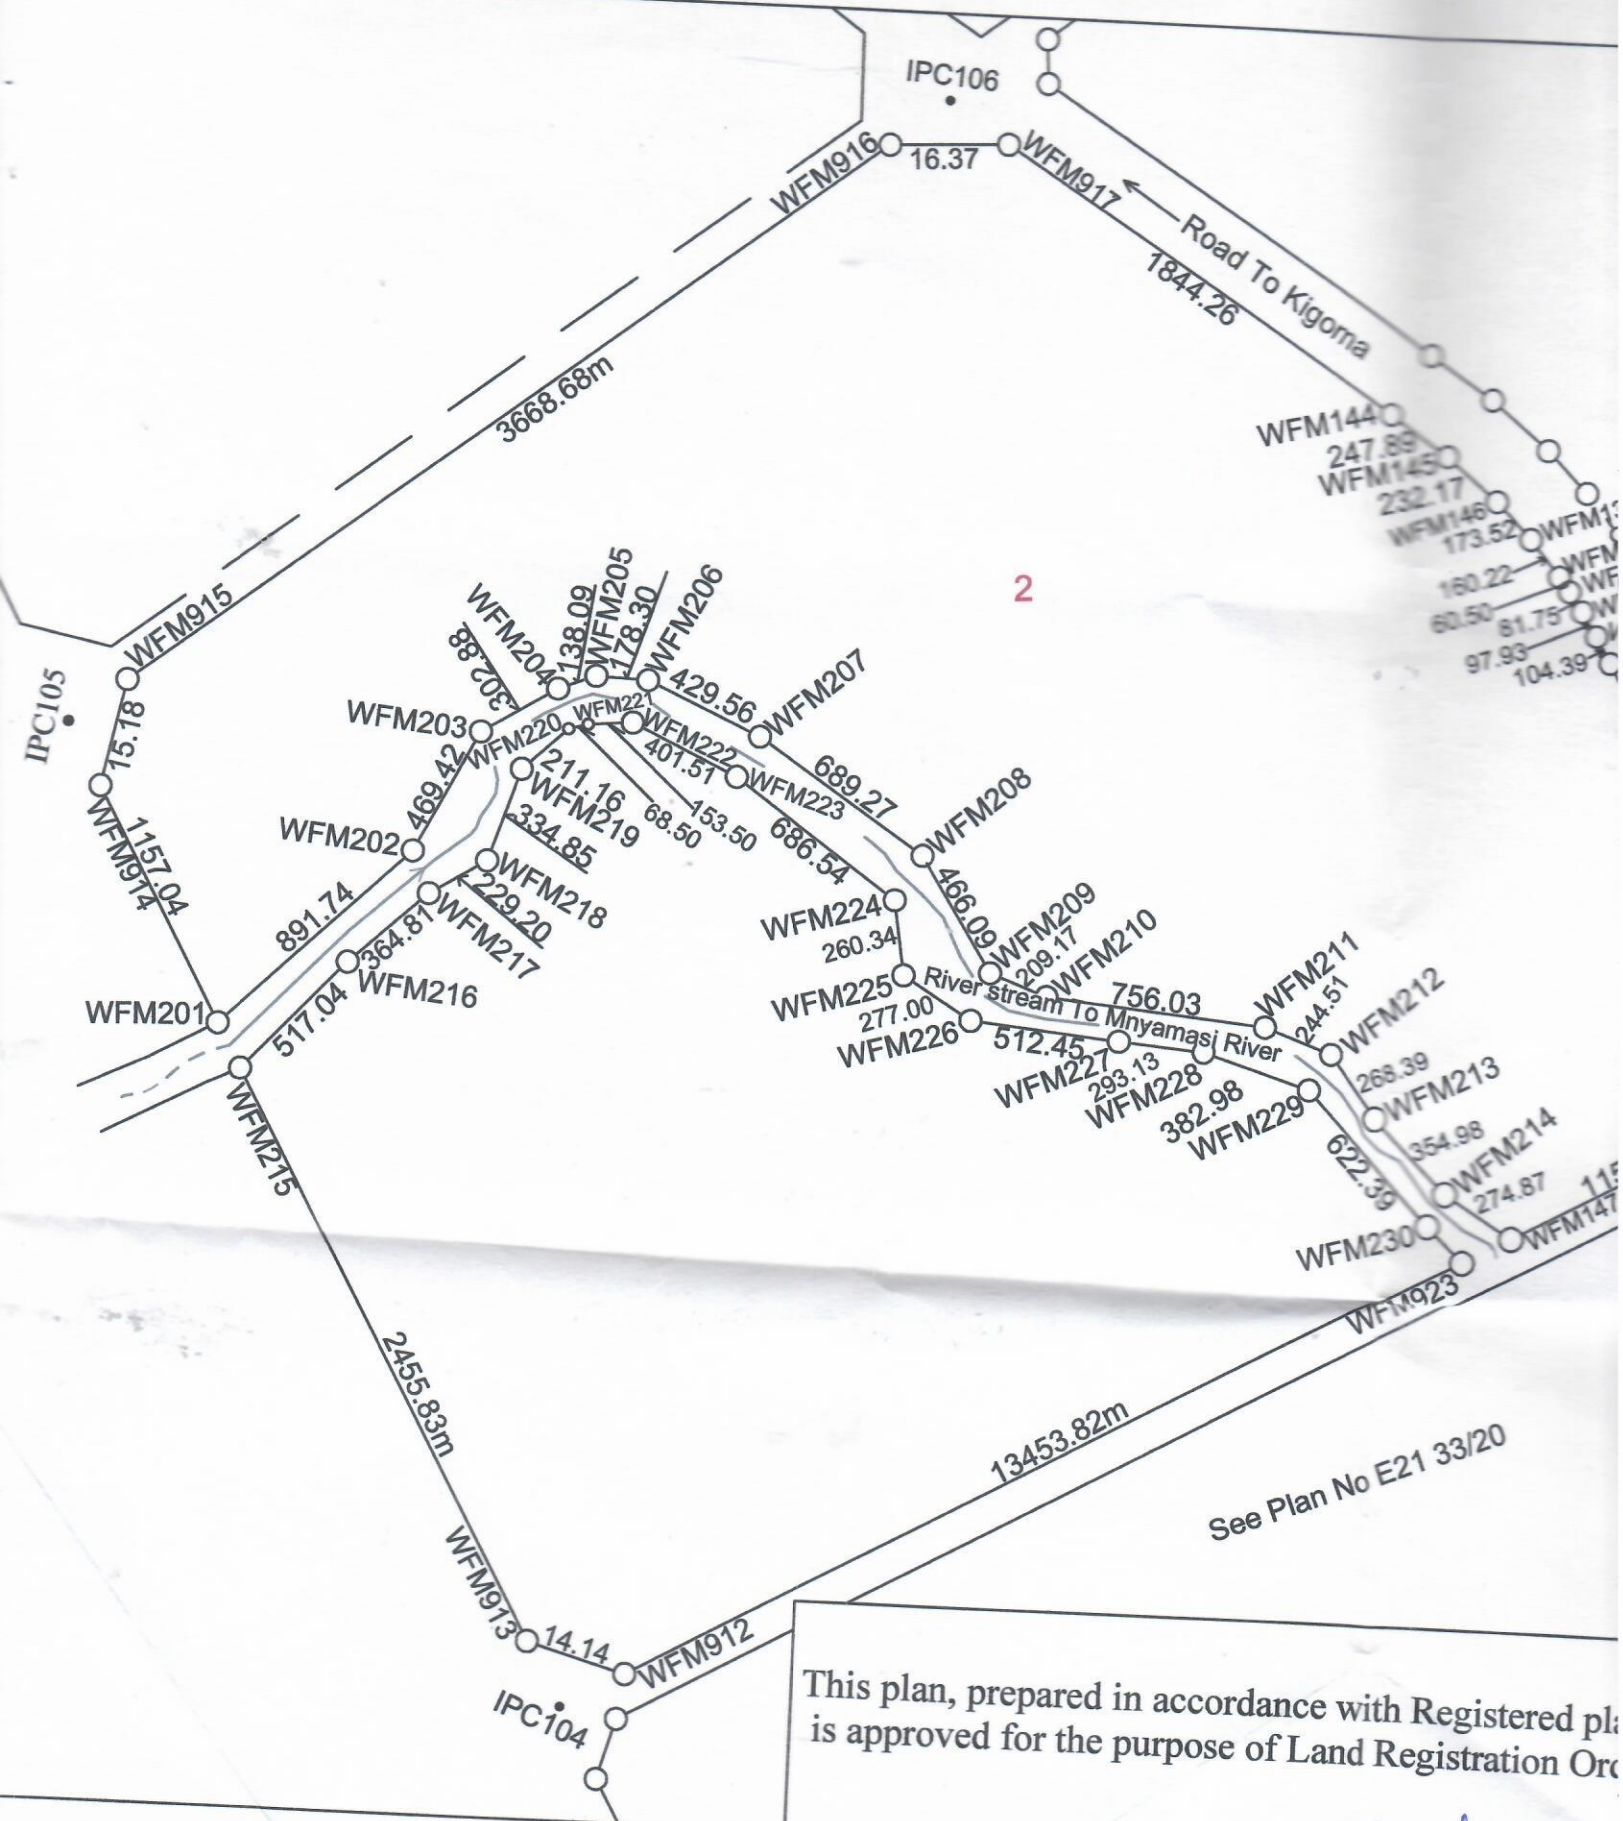 IPC106
WFM916
16.37
WFM917
Road To Kigoma
1844.26
3668.68m
WFM144
247.89
WFM145
232.17
WFM146
173.52
WFM13
160.22
WFM
60.50
WF
81.75
97.93
104.39
2
WFM915
IPC105
15.18
WFM914
1157.04
WFM204
138.09
WFM205
178.30
WFM206
302.88
WFM203
429.56
WFM207
WFM220
WFM221
WFM222
401.51
469.42
211.16
WFM219
68.50
153.50
WFM223
689.27
WFM208
WFM202
334.85
686.54
WFM218
229.20
466.09
891.74
364.81
WFM217
WFM224
260.34
WFM209
209.17
WFM210
WFM216
WFM201
517.04
WFM225
River stream To Mnyamasi River
756.03
WFM211
244.51
WFM212
277.00
WFM226
512.45
WFM227
293.13
WFM228
382.98
WFM229
268.39
WFM213
354.98
WFM214
WFM215
622.39
274.87
115
WFM147
WFM230
WFM923
2455.83m
13453.82m
See Plan No E21 33/20
WFM913
14.14
WFM912
IPC104
This plan, prepared in accordance with Registered pla
is approved for the purpose of Land Registration Ord